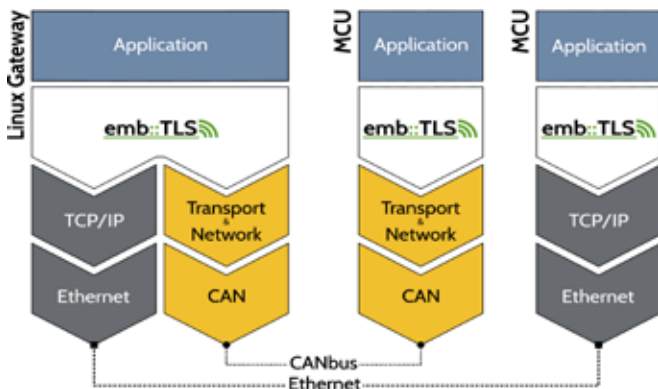 Linux Gateway
Application
emb::TLS
TCP/IP
Ethernet
Transport
&
Network
CAN
MCU
Application
emb::TLS
Transport
&
Network
CAN
MCU
Application
emb::TLS
TCP/IP
Ethernet
CANbus
Ethernet